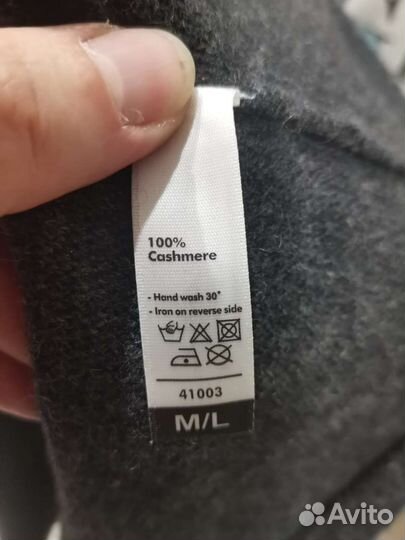 100%
Cashmere
- Hand wash 30°
- Iron on reverse side
41003
M/L
Avito